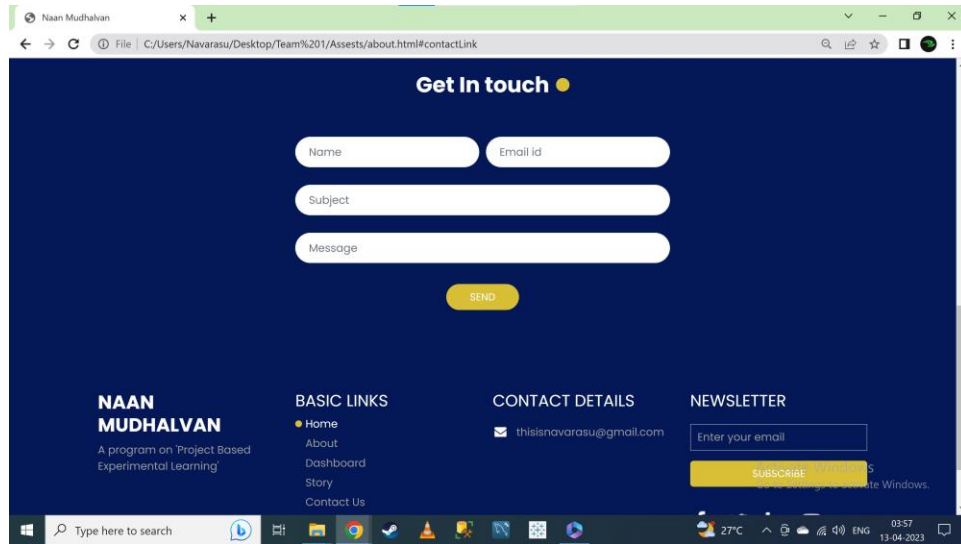 Naan Mudhalvan
File | C:/Users/Navarasu/Desktop/Team%201/Assests/about.html#contactLink
Get In touch
Name
Email id
Subject
Message
SEND
NAAN
MUDHALVAN
A program on 'Project Based
Experimental Learning'
BASIC LINKS
Home
About
Dashboard
Story
Contact Us
CONTACT DETAILS
thisisnavarasu@gmail.com
NEWSLETTER
Enter your email
SUBSCRIBE
Activate Windows
Go to Settings to activate Windows.
Type here to search
27°C
ENG
03:57
13-04-2023